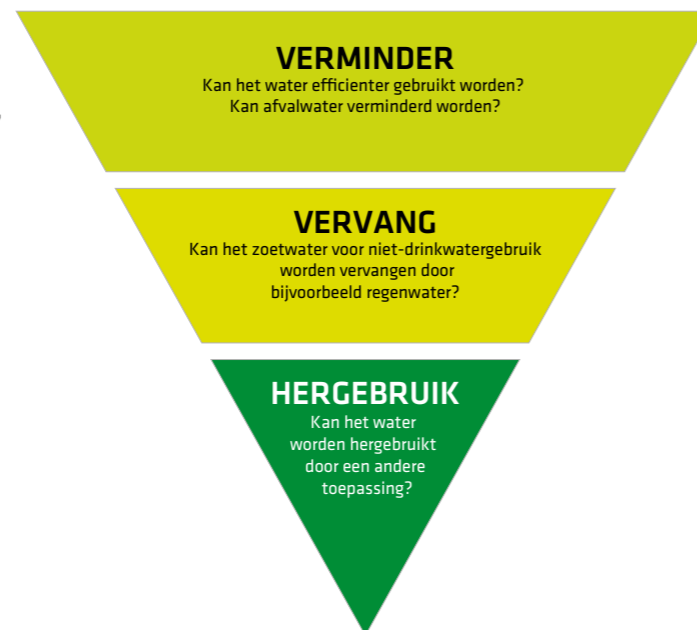 VERMINDER
Kan het water efficienter gebruikt worden?
Kan afvalwater verminderd worden?
VERVANG
Kan het zoetwater voor niet-drinkwatergebruik
worden vervangen door
bijvoorbeeld regenwater?
HERGEBRUIK
Kan het water
worden hergebruikt
door een andere
toepassing?